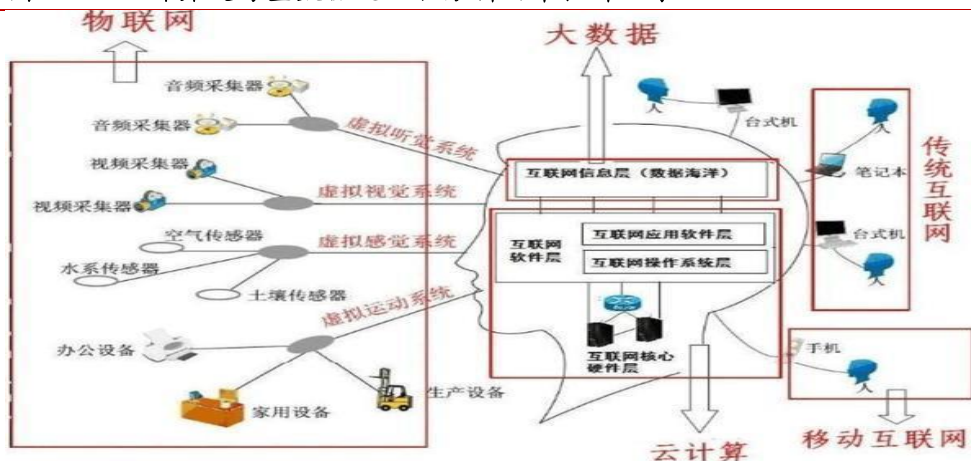 物联网
大数据
音频采集器
音频采集器
视频采集器
视频采集器
空气传感器
水系传感器
土壤传感器
办公设备
家用设备
生产设备
虚拟听觉系统
虚拟视觉系统
虚拟感觉系统
虚拟运动系统
互联网信息层（数据海洋）
互联网
软件层
互联网应用软件层
互联网操作系统层
互联网核心
硬件层
人
台式机
人
笔记本
台式机
人
传统互联网
手机
人
云计算
移动互联网